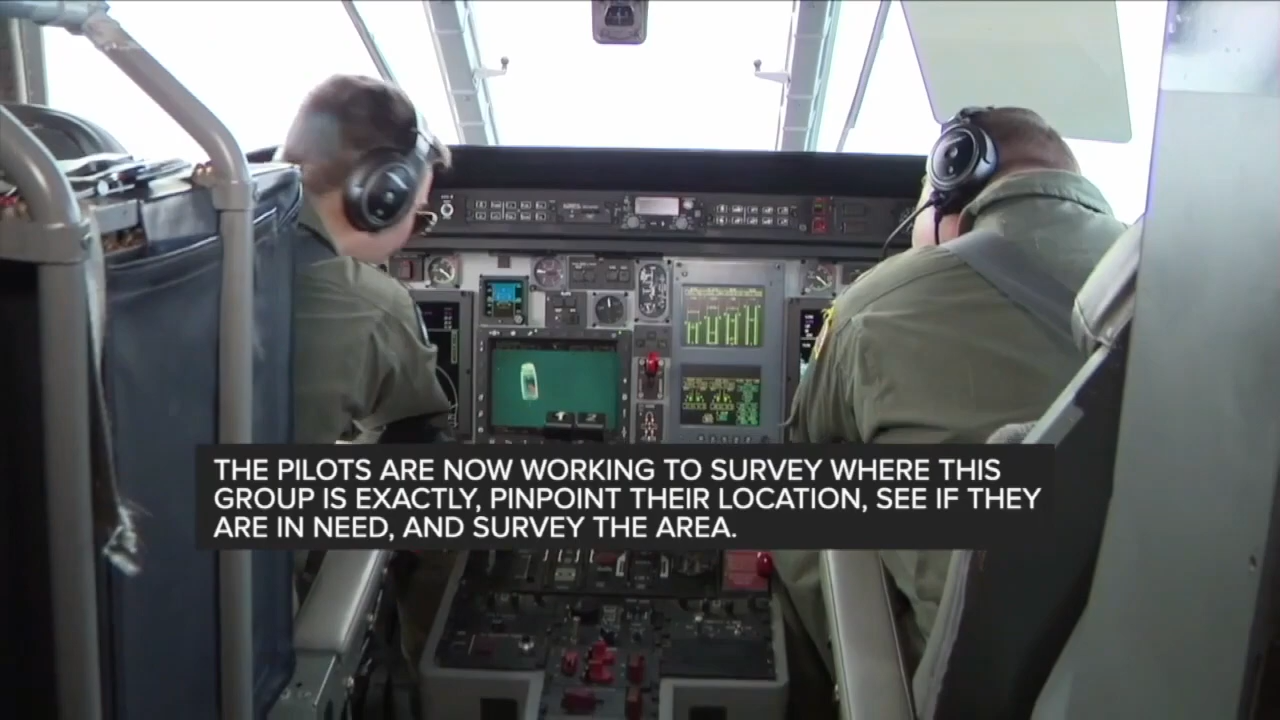 THE PILOTS ARE NOW WORKING TO SURVEY WHERE THIS
GROUP IS EXACTLY, PINPOINT THEIR LOCATION, SEE IF THEY
ARE IN NEED, AND SURVEY THE AREA.